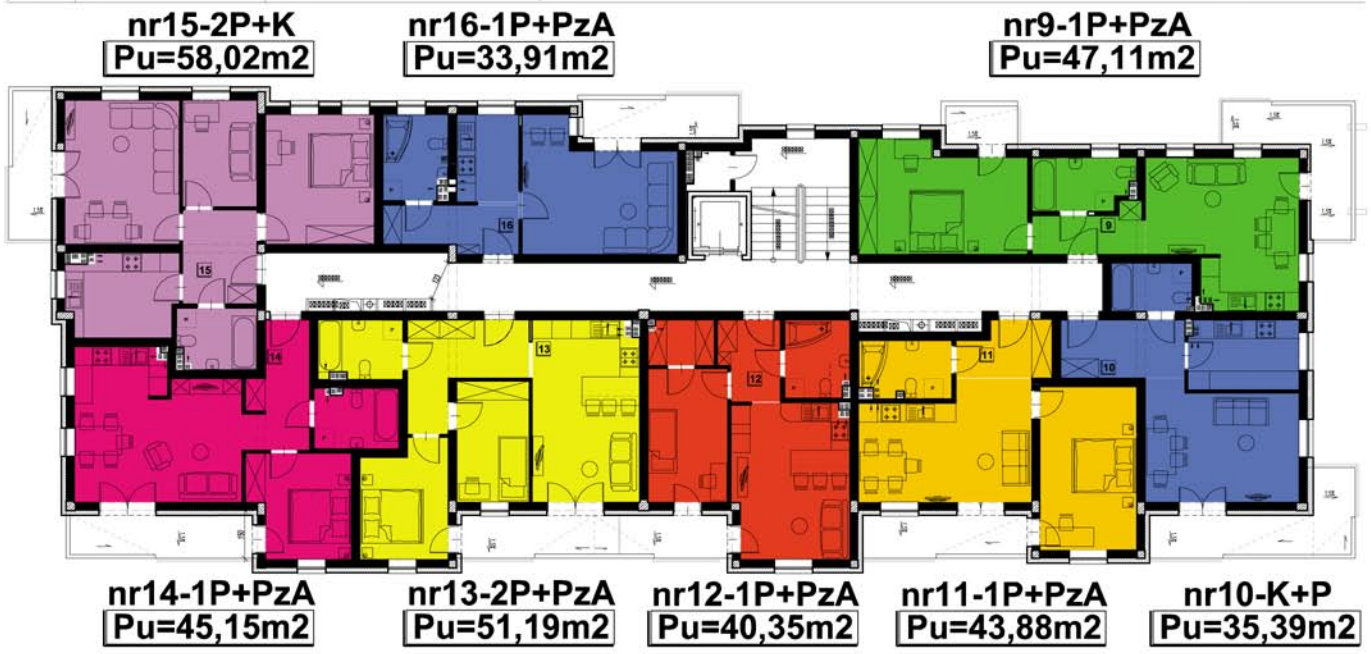 nr15-2P+K
Pu=58,02m2
nr16-1P+PzA
Pu=33,91m2
nr9-1P+PzA
Pu=47,11m2
16
9
15
14
13
12
11
10
nr14-1P+PzA
Pu=45,15m2
nr13-2P+PzA
Pu=51,19m2
nr12-1P+PzA
Pu=40,35m2
nr11-1P+PzA
Pu=43,88m2
nr10-K+P
Pu=35,39m2